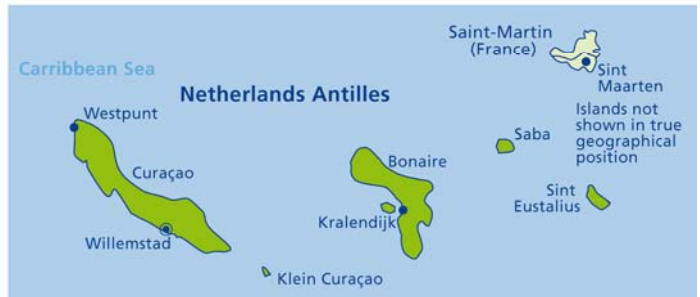 Saint-Martin
(France)
Carribbean Sea
Sint
Maarten
Netherlands Antilles
Westpunt
Islands not
shown in true
geographical
position
Saba
Bonaire
Curaçao
Sint
Eustalius
Kralendijk
Willemstad
Klein Curaçao